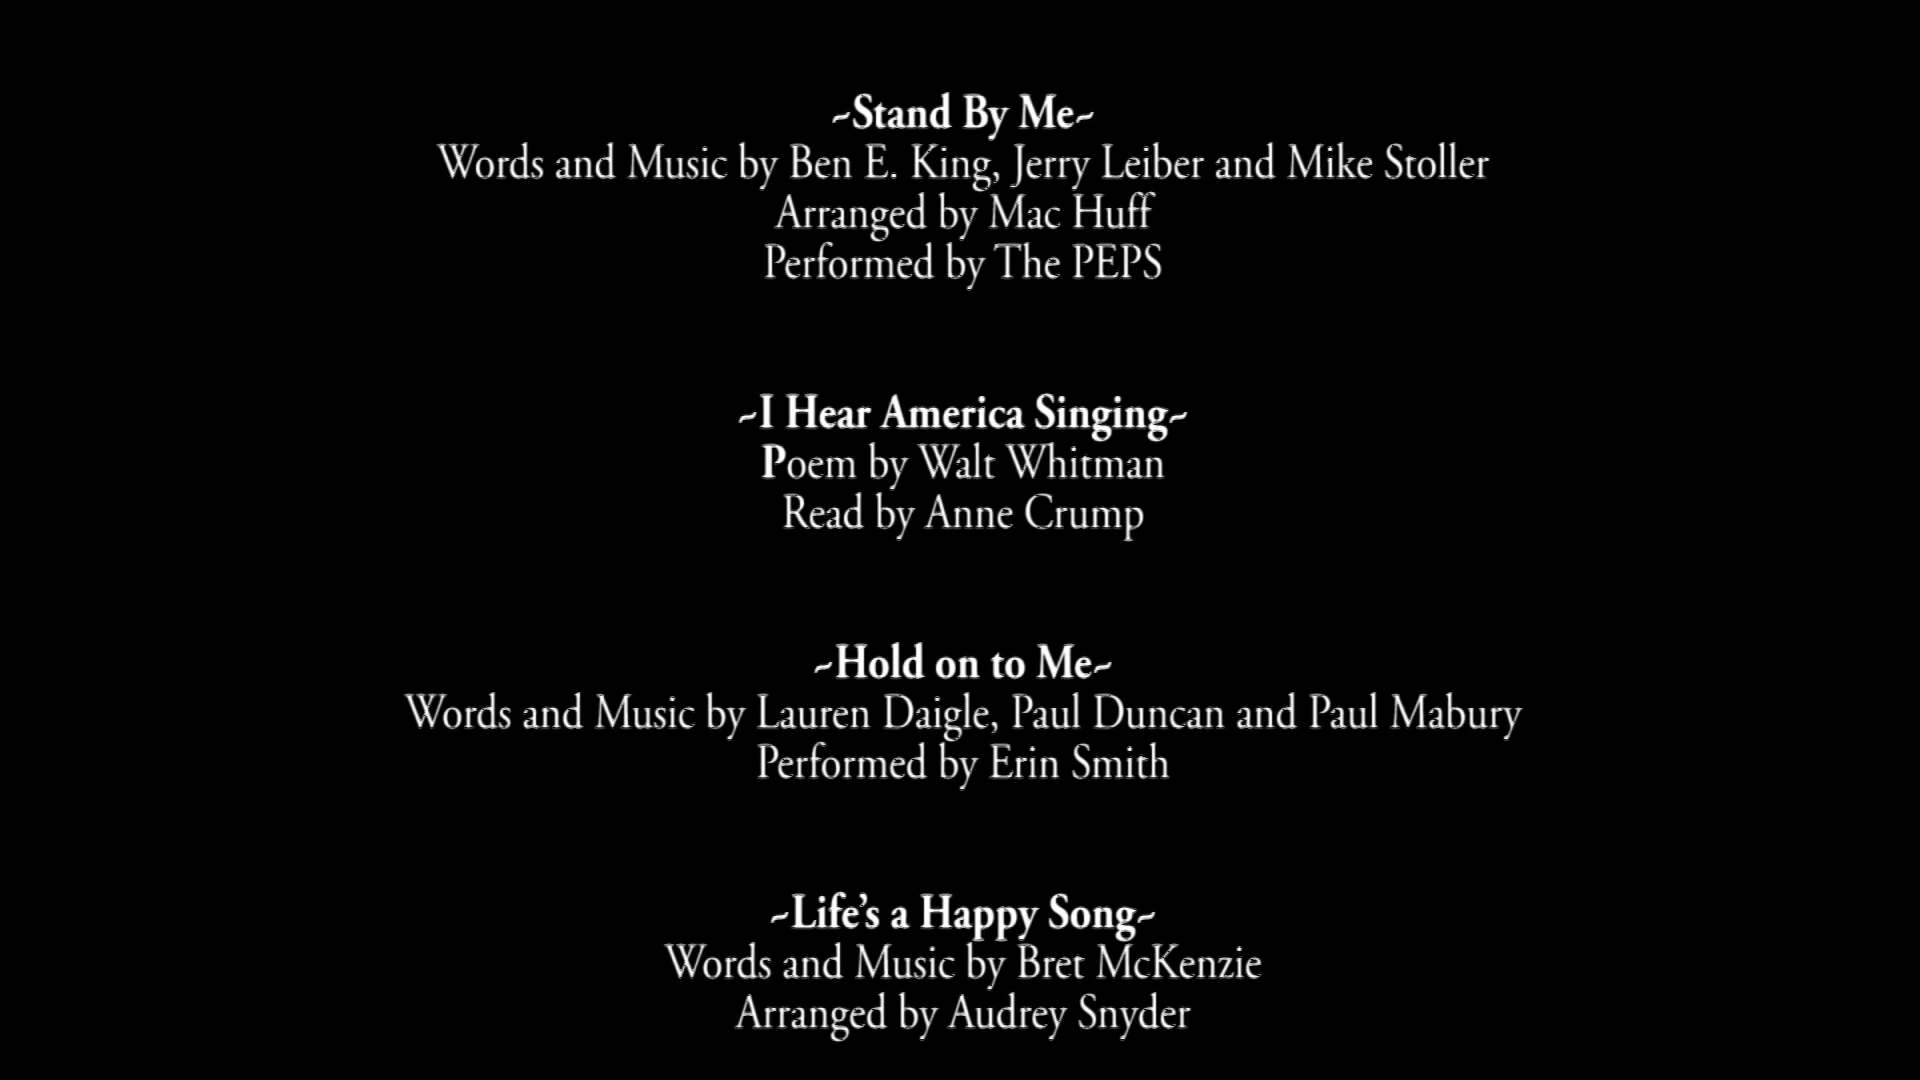 ~Stand By Me~
Words and Music by Ben E. King, Jerry Leiber and Mike Stoller
Arranged by Mac Huff
Performed by The PEPS
~I Hear America Singing~
Poem by Walt Whitman
Read by Anne Crump
~Hold on to Me~
Words and Music by Lauren Daigle, Paul Duncan and Paul Mabury
Performed by Erin Smith
~Life’s a Happy Song~
Words and Music by Bret McKenzie
Arranged by Audrey Snyder